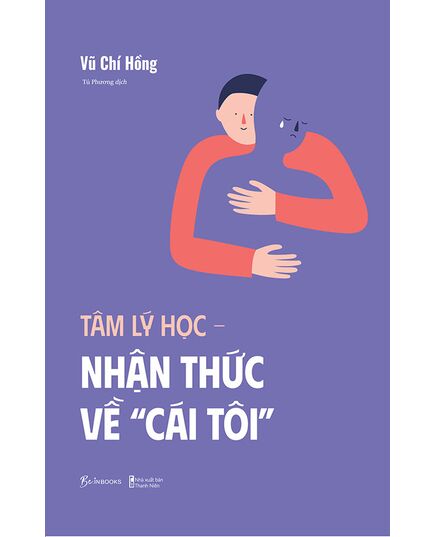 Vũ Chí Hồng
Tú Phương dịch
TÂM LÝ HỌC –
NHẬN THỨC
VỀ “CÁI TÔI”
Be:INBOOKS
Nhà xuất bản
Thanh Niên